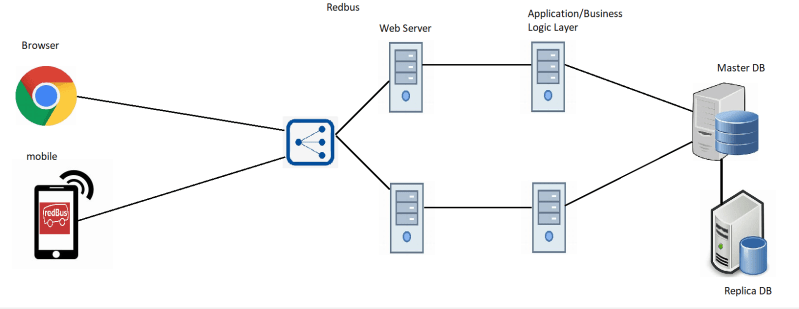 Redbus
Application/Business
Logic Layer
Web Server
Browser
Master DB
mobile
redBus
Replica DB